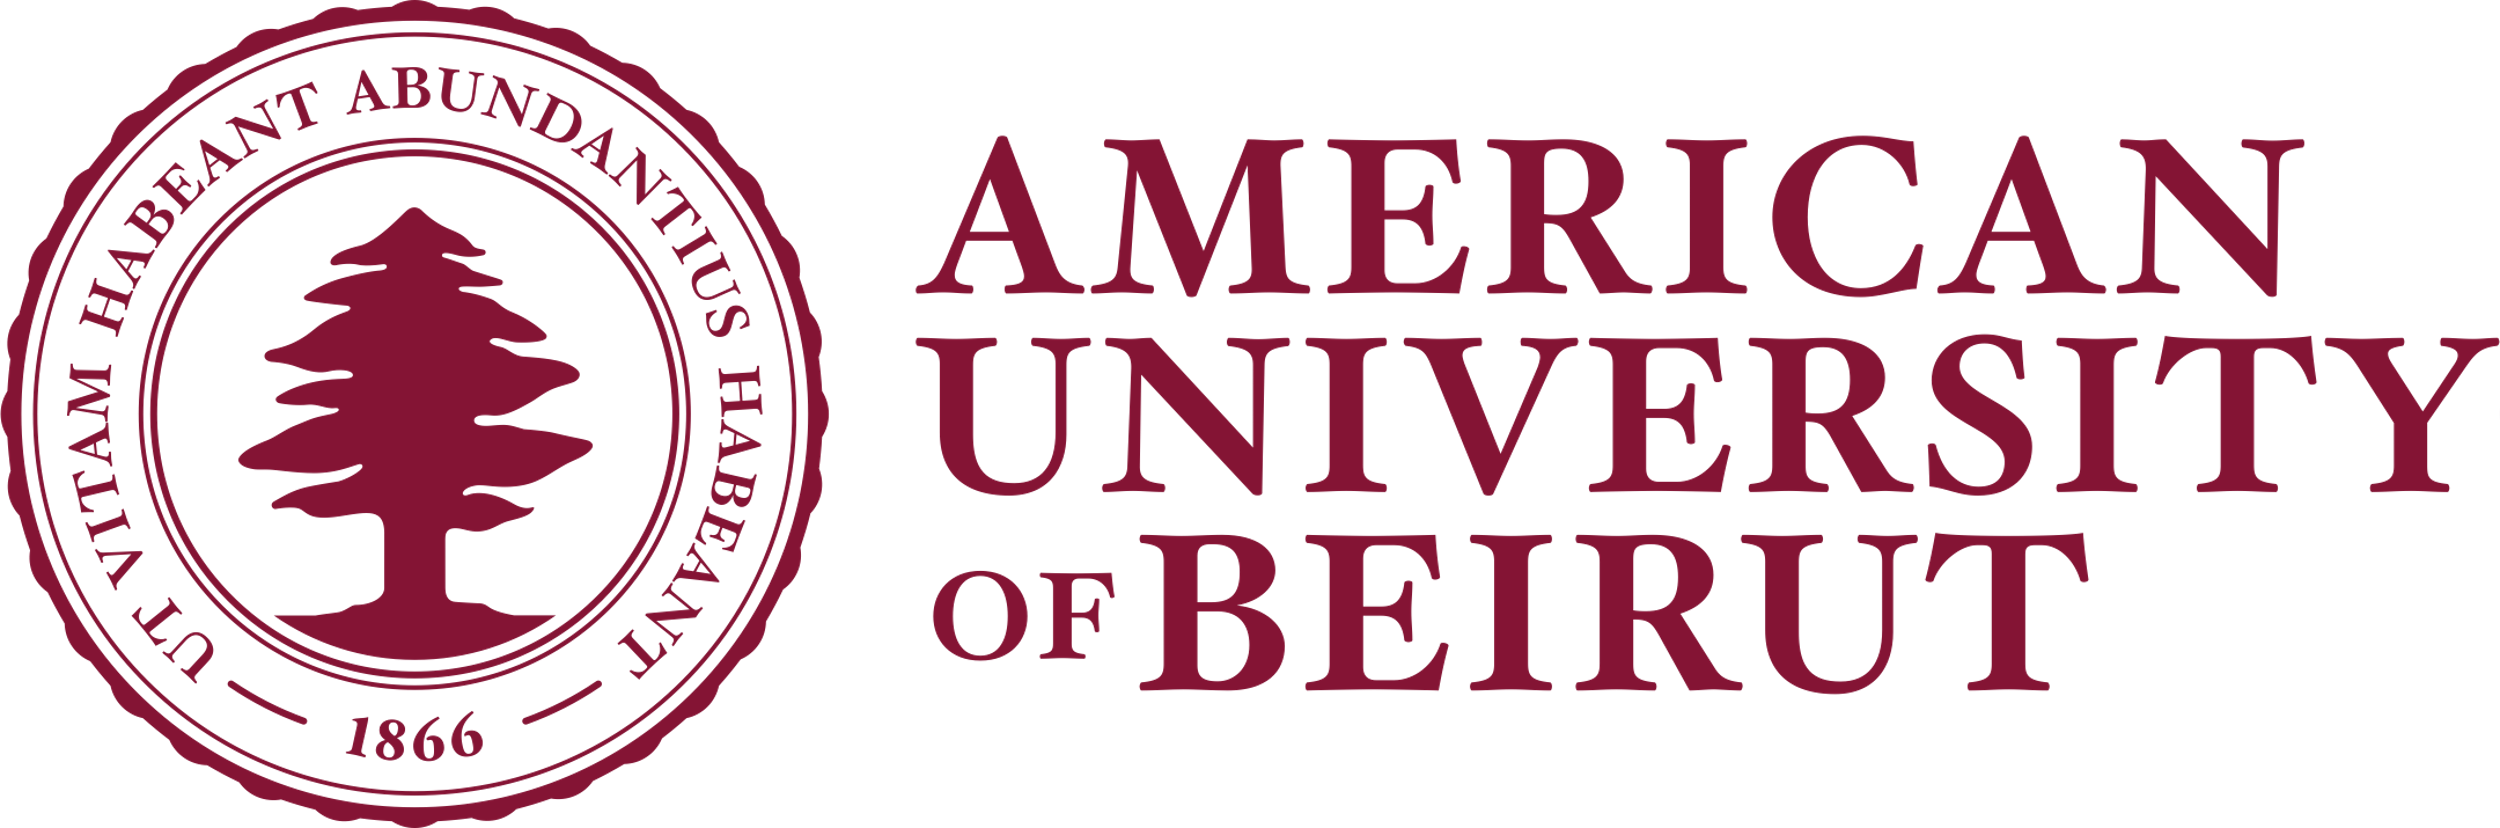 UT VITAM HABEANT ABUNDANTIUS HABEANT
1866
AMERICAN
UNIVERSITY
OF BEIRUT